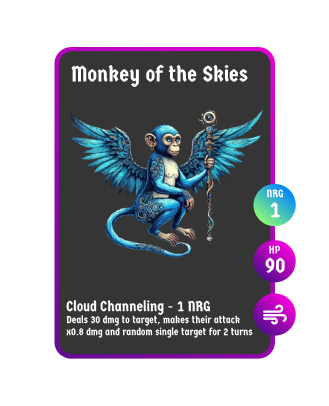 Monkey of the Skies
NRG
1
HP
90
Cloud Channeling - 1 NRG
Deals 30 dmg to target, makes their attack
x0.8 dmg and random single target for 2 turns